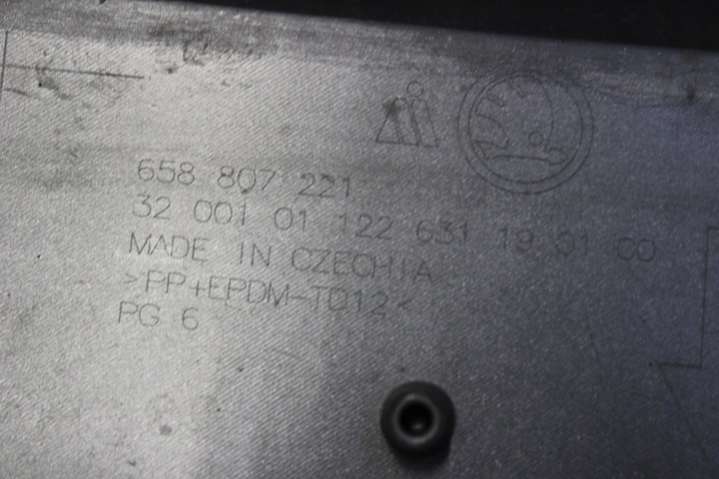 658 807 221
32 001 01 122 631 19 01 00
MADE IN CZECHIA
>PP+EPDM-TD12<
PG 6